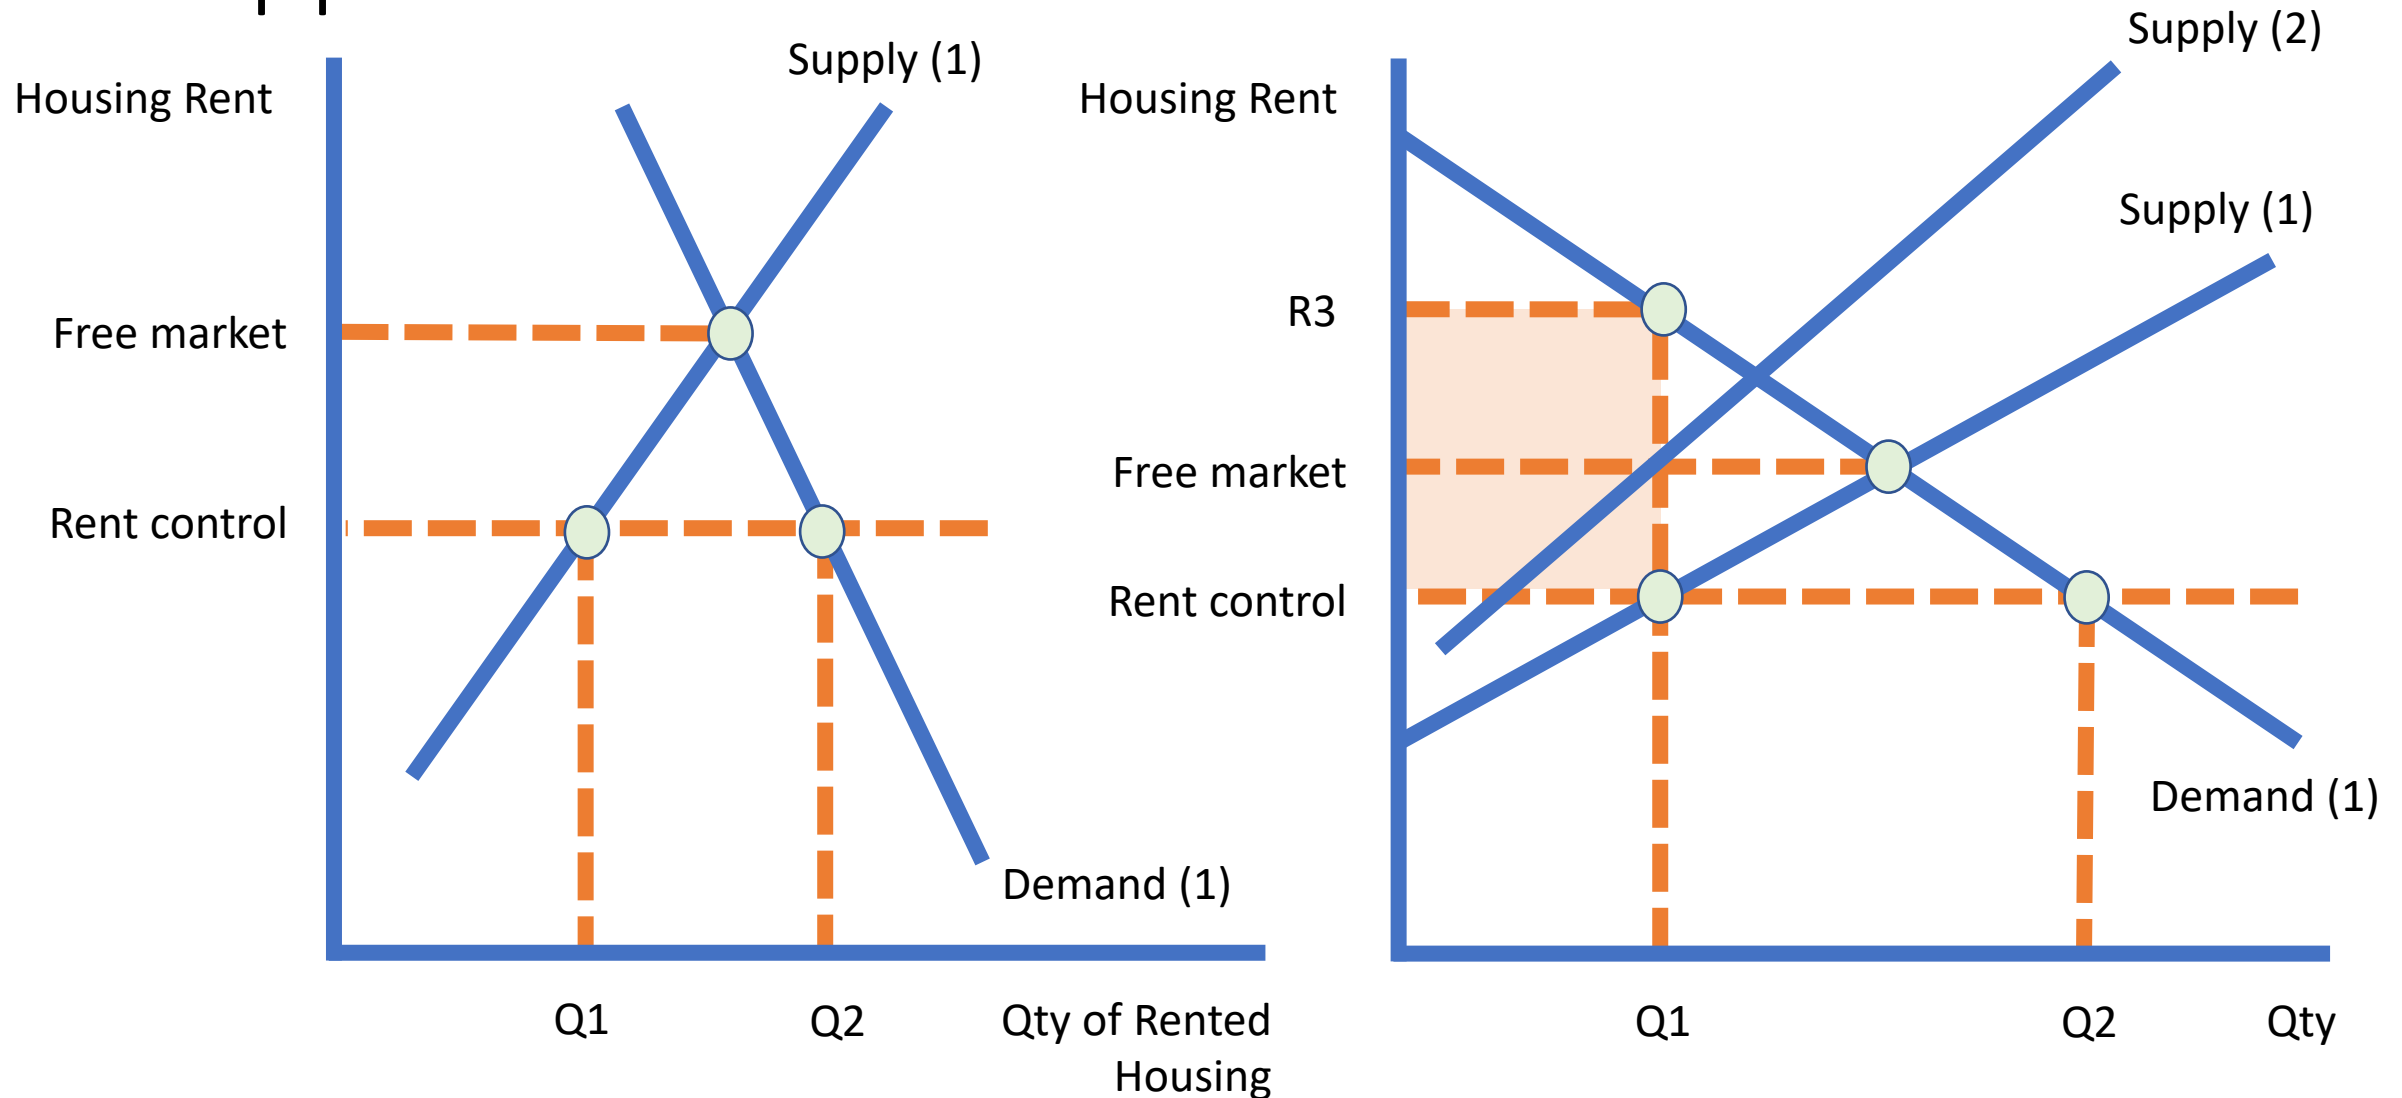 Supply (1)
Housing Rent
Free market
Rent control
Demand (1)
Q1
Q2
Qty of Rented
Housing
Supply (2)
Housing Rent
Supply (1)
R3
Free market
Rent control
Demand (1)
Q1
Q2
Qty